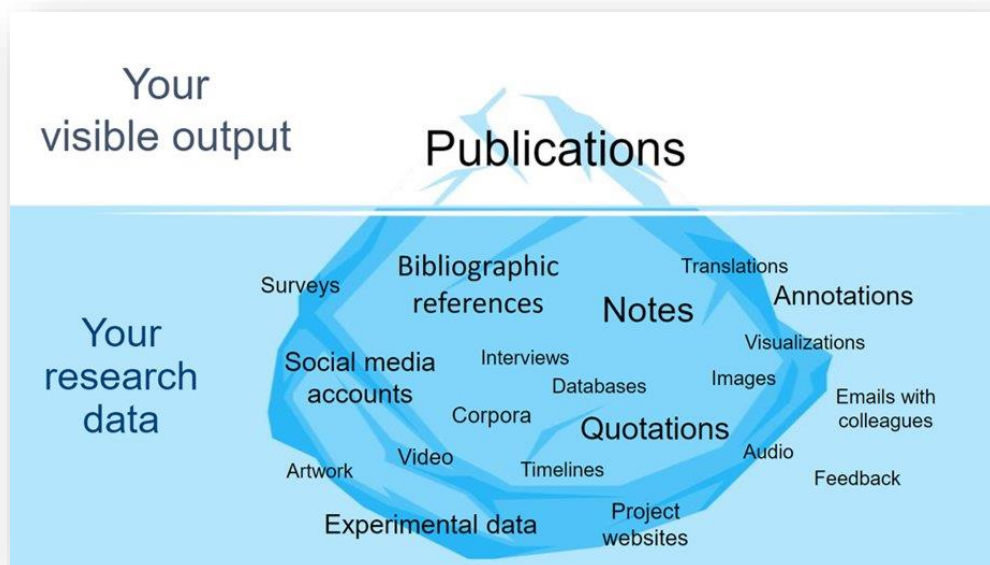 Your
visible output
Publications
Your
research
data
Surveys
Bibliographic
references
Translations
Notes
Annotations
Social media
accounts
Interviews
Visualizations
Databases
Images
Corpora
Quotations
Emails with
colleagues
Artwork
Video
Timelines
Audio
Feedback
Experimental data
Project
websites